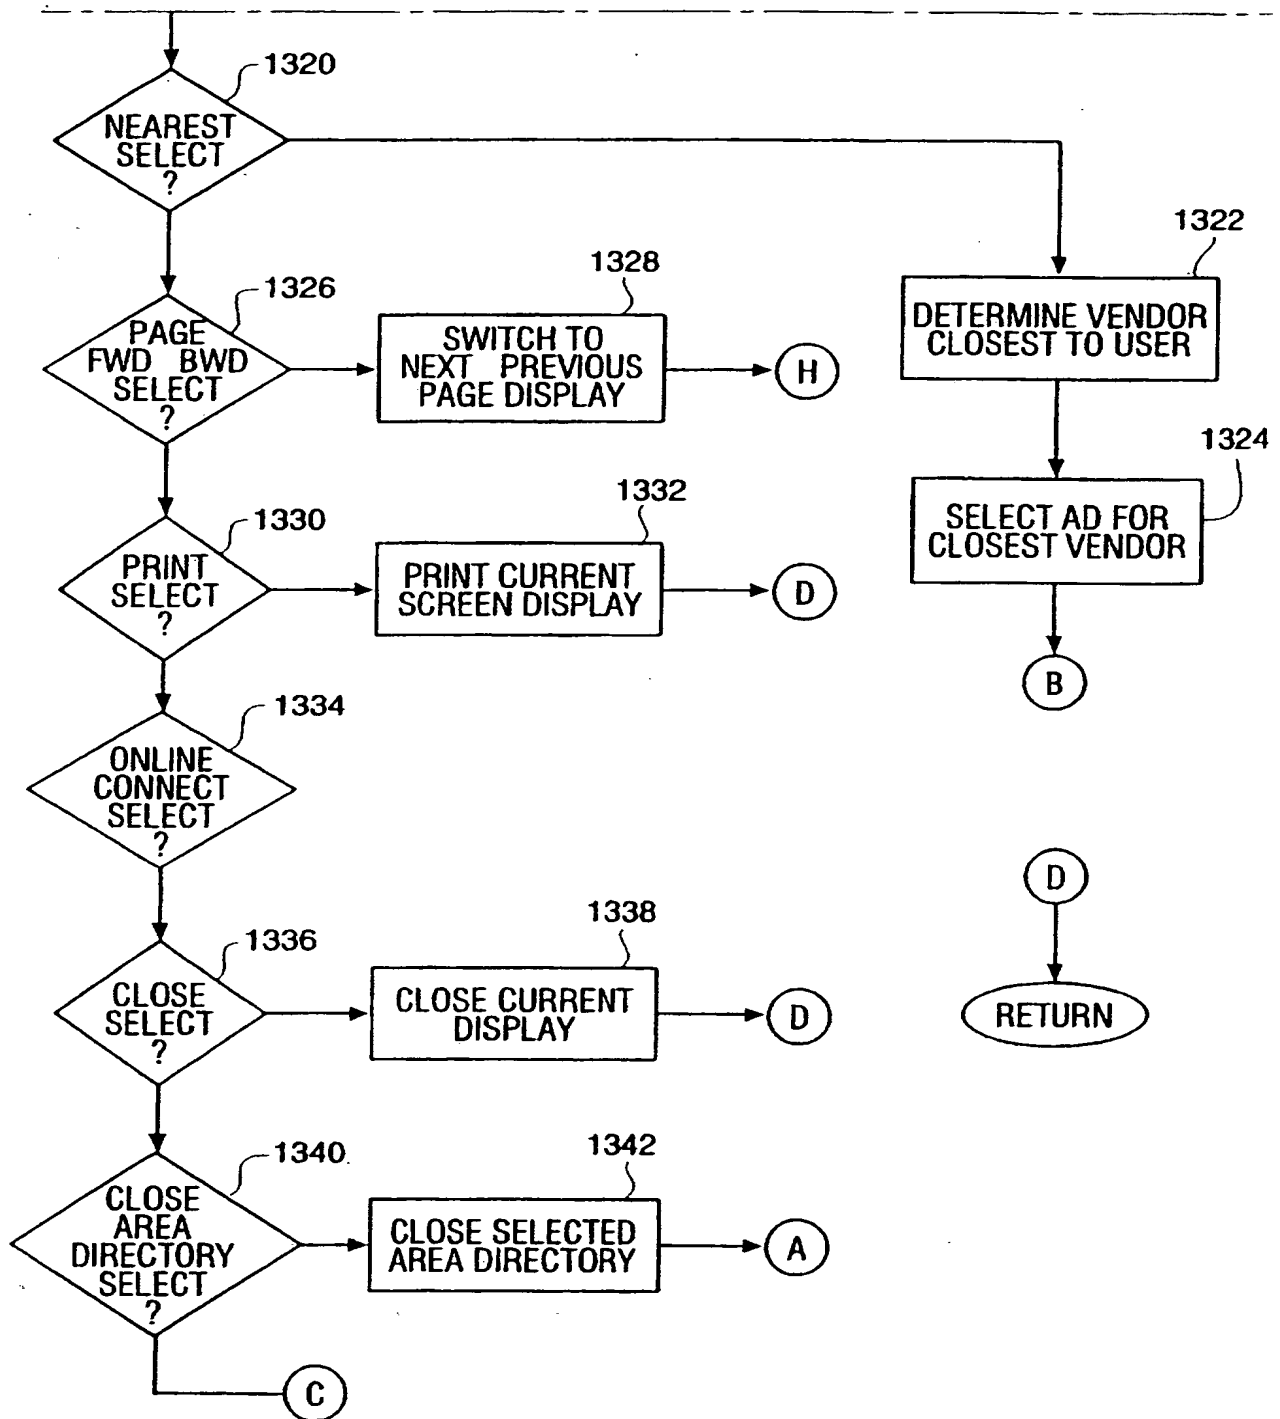 1320
NEAREST
SELECT
?
1322
DETERMINE VENDOR
CLOSEST TO USER
1324
SELECT AD FOR
CLOSEST VENDOR
B
1326
PAGE
FWD BWD
SELECT
?
1328
SWITCH TO
NEXT PREVIOUS
PAGE DISPLAY
H
1330
PRINT
SELECT
?
1332
PRINT CURRENT
SCREEN DISPLAY
D
1334
ONLINE
CONNECT
SELECT
?
D
RETURN
1336
CLOSE
SELECT
?
1338
CLOSE CURRENT
DISPLAY
D
1340
CLOSE
AREA
DIRECTORY
SELECT
?
1342
CLOSE SELECTED
AREA DIRECTORY
A
C